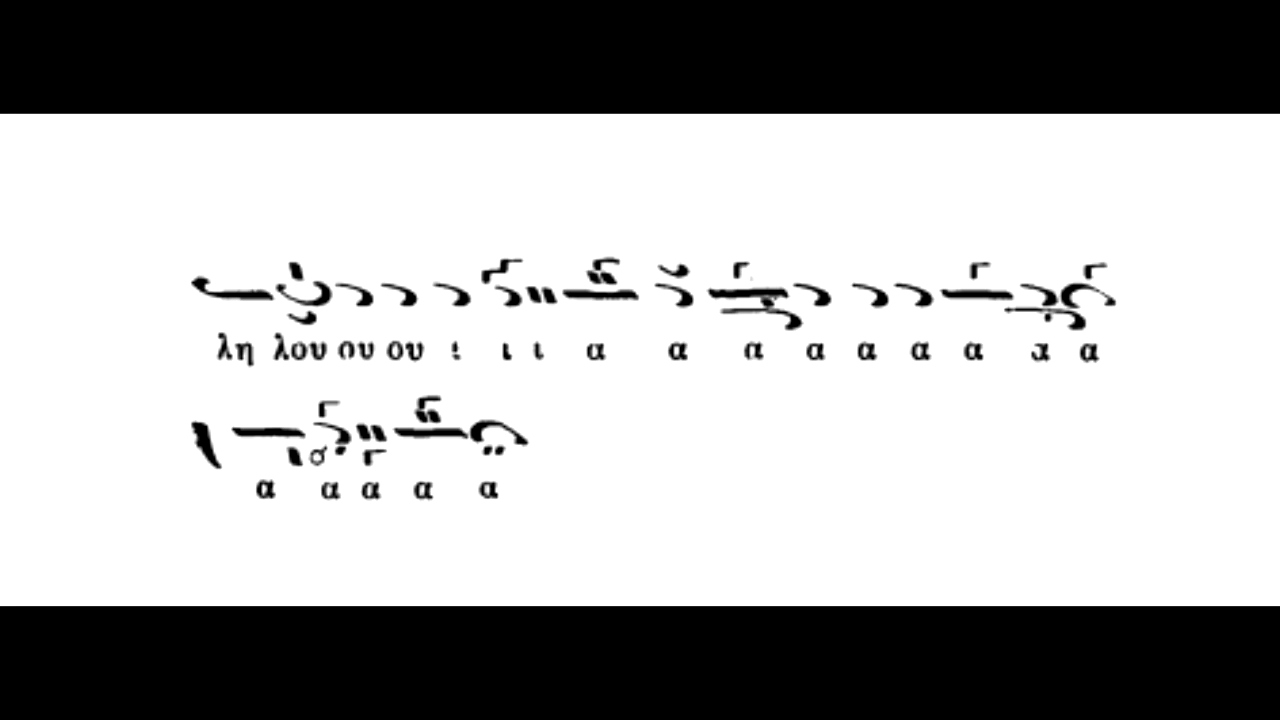 λη λου ου ου ι ι ι α α α α α α α α α
α α α α α